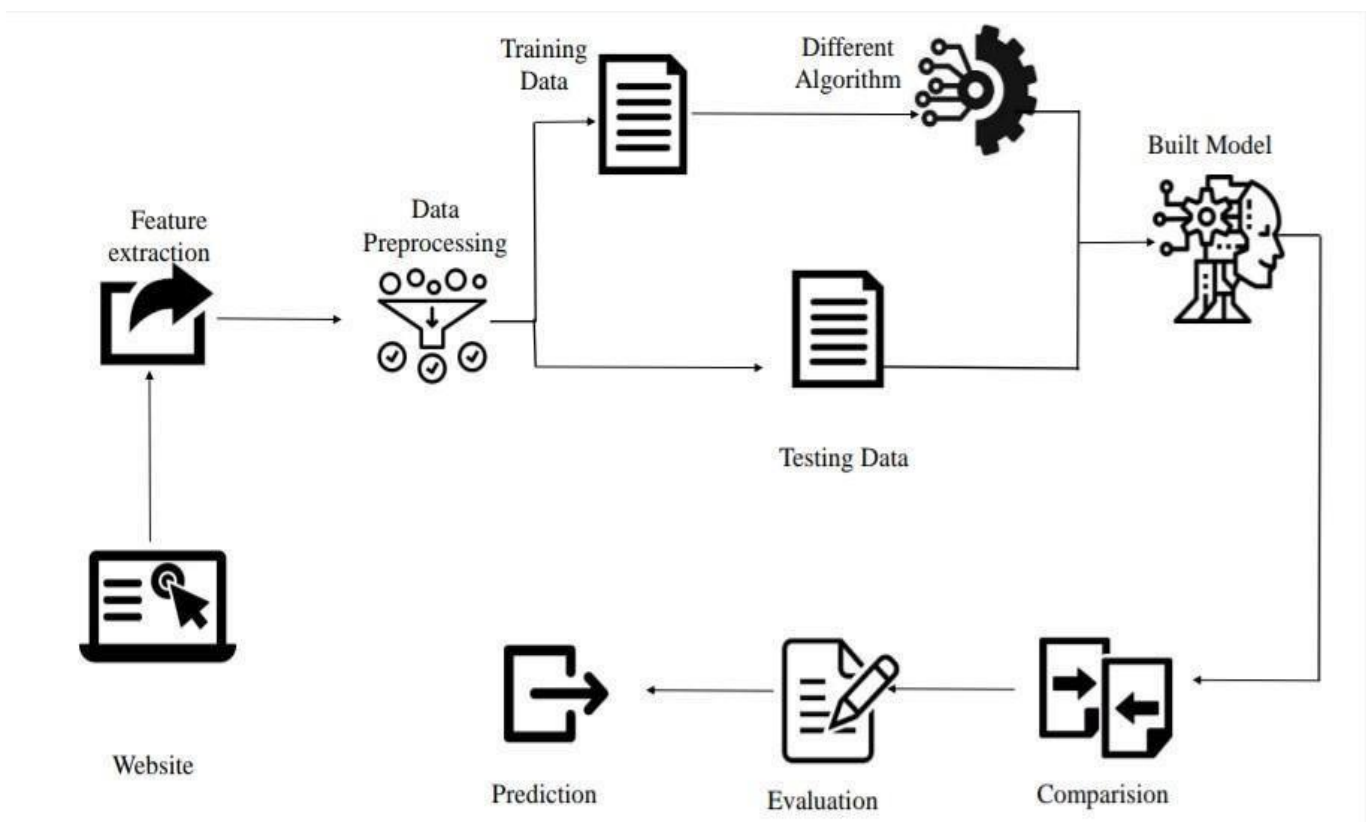 Training
Data
Different
Algorithm
Built Model
Feature
extraction
Data
Preprocessing
Testing Data
Website
Prediction
Evaluation
Comparision